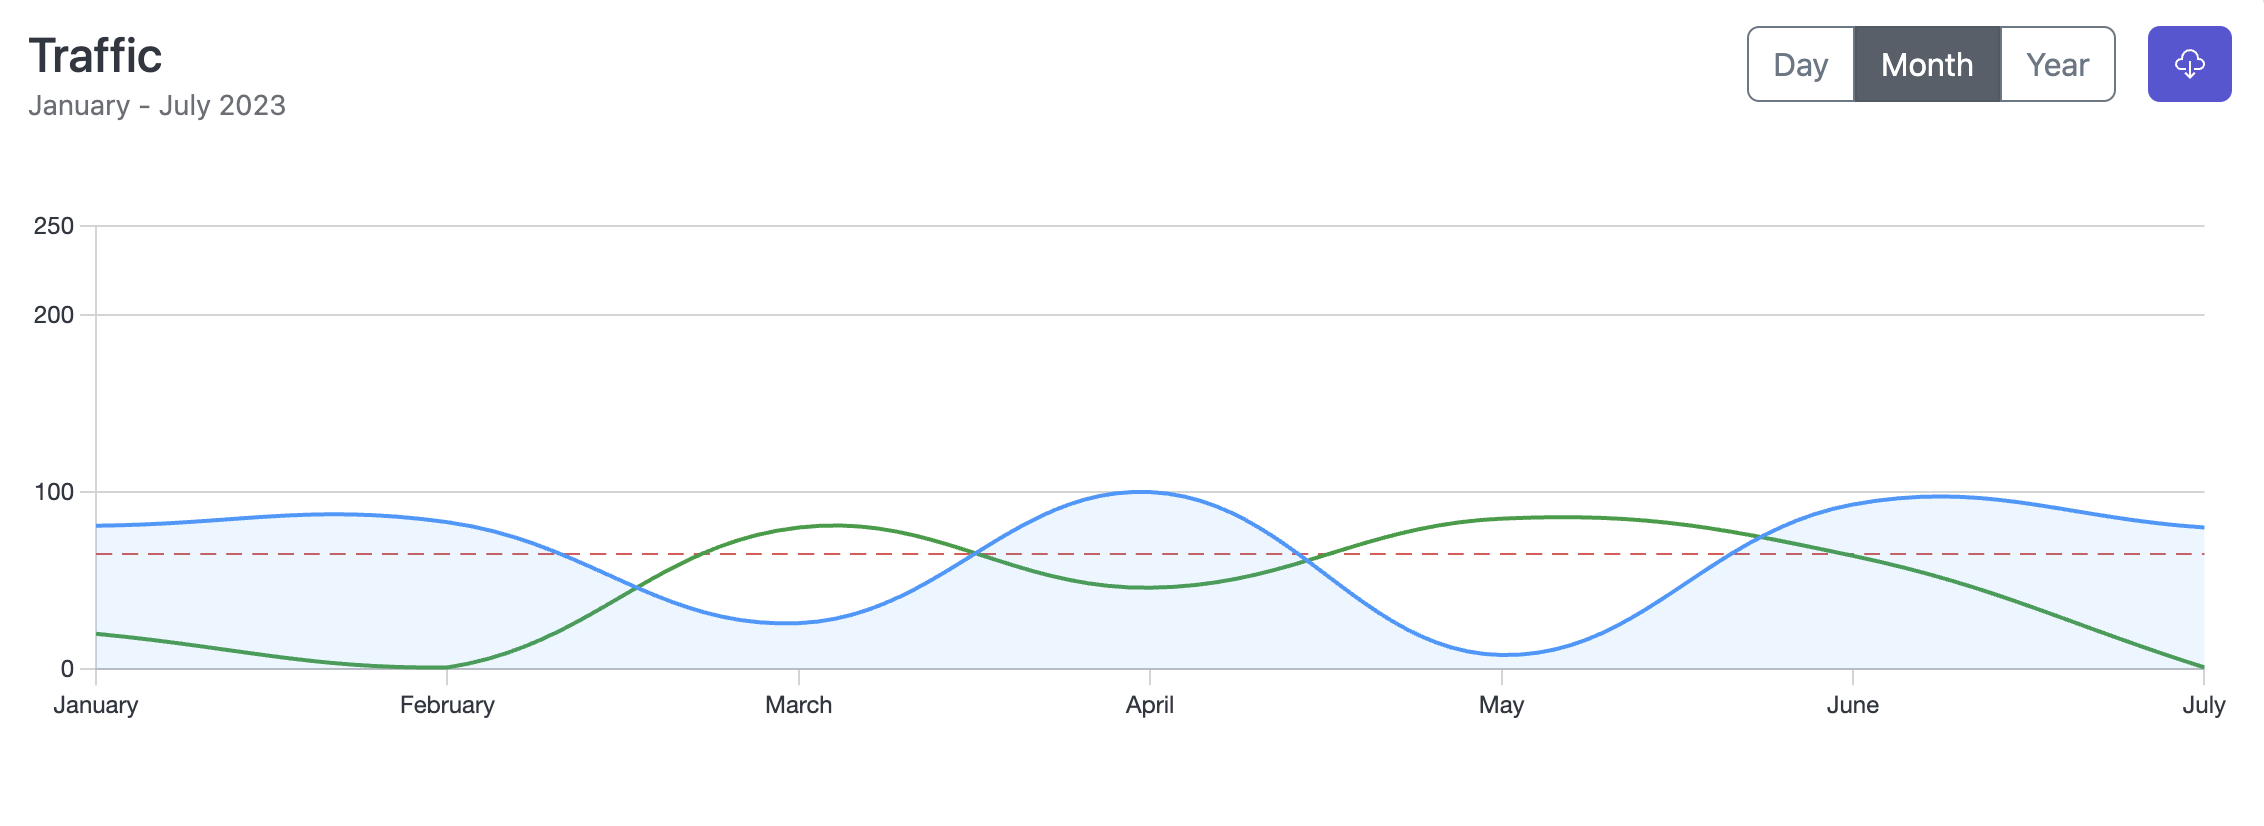 Traffic
January - July 2023
Day Month Year
250
200
100
0
January February March April May June July